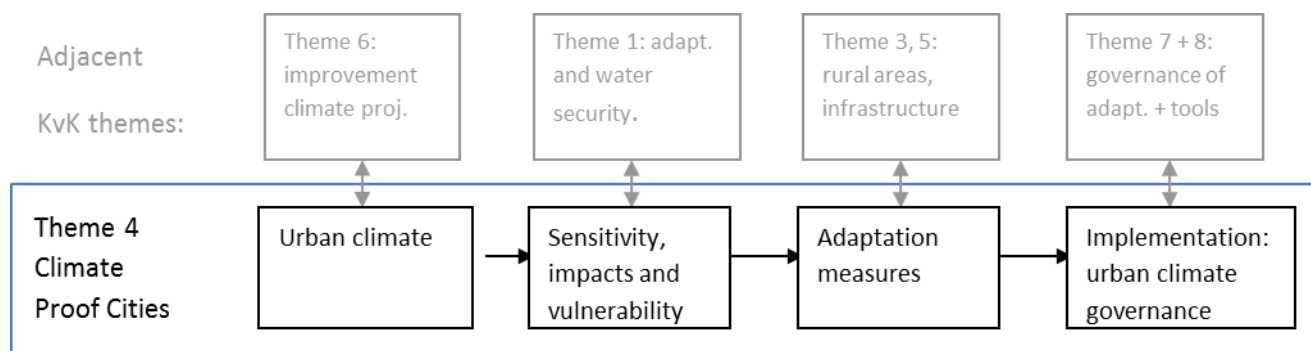 Adjacent
KvK themes:
Theme 6:
improvement
climate proj.
Theme 1: adapt.
and water
security.
Theme 3, 5:
rural areas,
infrastructure
Theme 7 + 8:
governance of
adapt. + tools
Theme 4
Climate
Proof Cities
Urban climate
Sensitivity,
impacts and
vulnerability
Adaptation
measures
Implementation:
urban climate
governance